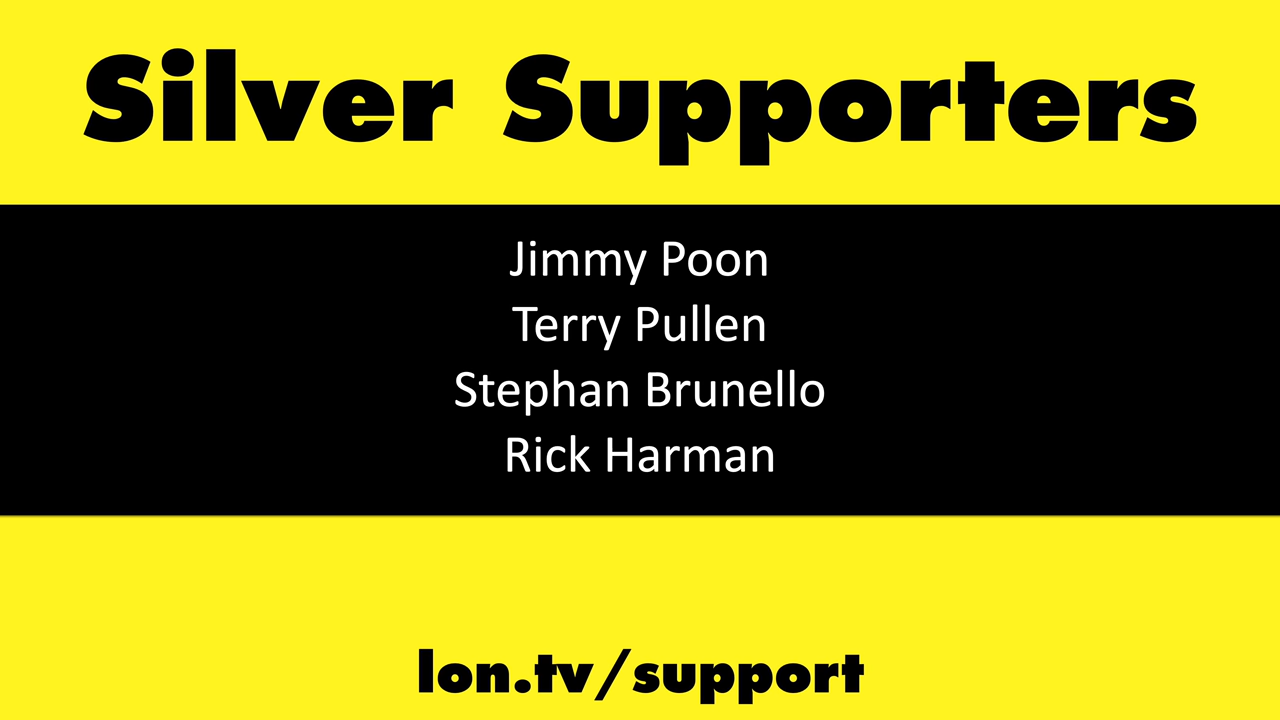 Silver Supporters
Jimmy Poon
Terry Pullen
Stephan Brunello
Rick Harman
lon.tv/support